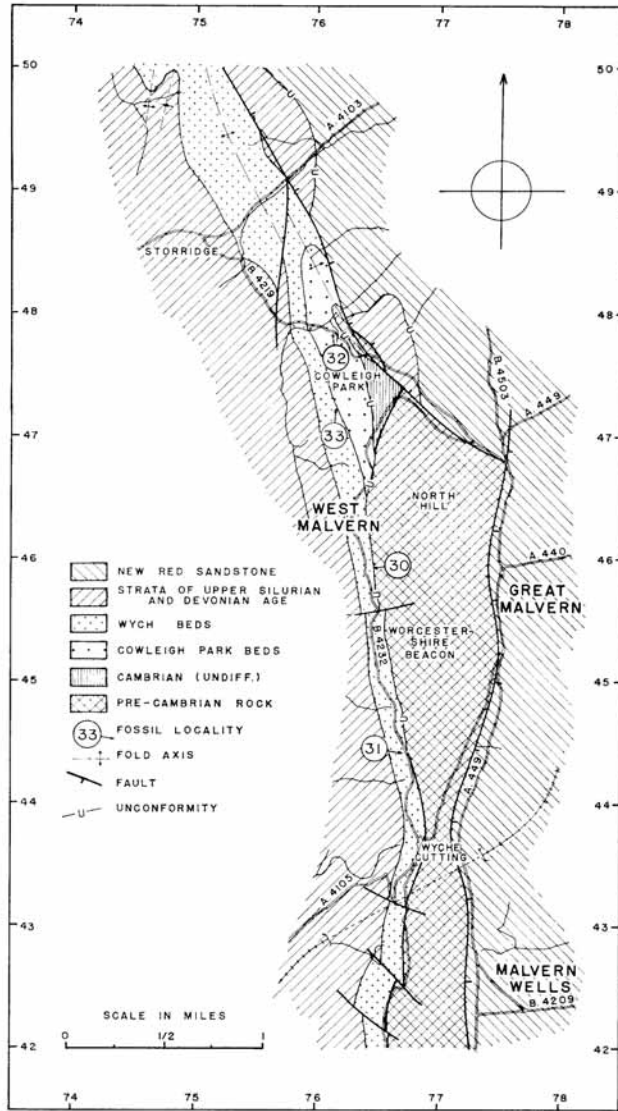 74 75 76 77 78
50 50
A 4103
49 49
STORRIDGE
B 4219
48 48
32
COWLEIGH
PARK
B 4503
A 449
47 33 47
NORTH
HILL
WEST
MALVERN
46 30 A 440 46
GREAT
MALVERN
WORCESTER-
SHIRE
BEACON
B 4232
45 45
31
A 449
44 44
WYCHE
CUTTING
A 4105
43 43
MALVERN
WELLS
B. 4209
42 42
NEW RED SANDSTONE
STRATA OF UPPER SILURIAN
AND DEVONIAN AGE
WYCH BEDS
COWLEIGH PARK BEDS
CAMBRIAN (UNDIFF.)
PRE-CAMBRIAN ROCK
33 FOSSIL LOCALITY
FOLD AXIS
FAULT
U UNCONFORMITY
SCALE IN MILES
0 1/2 1
74 75 76 77 78